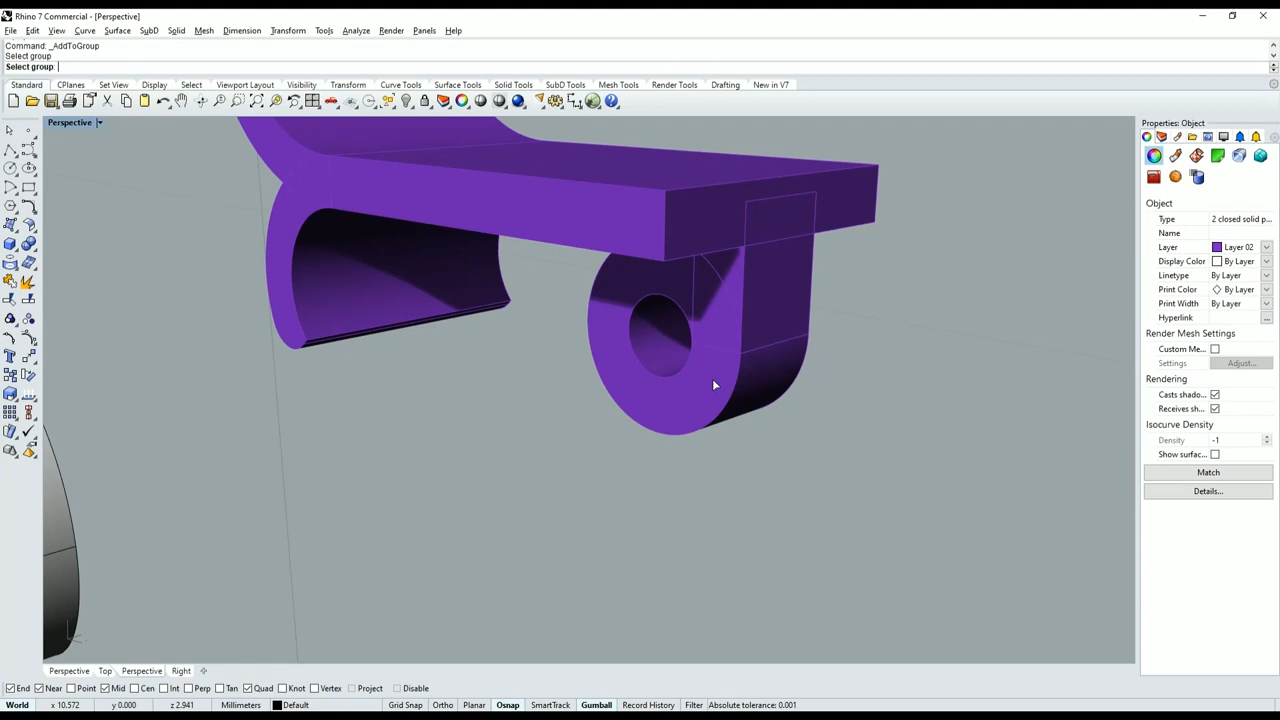 Rhino 7 Commercial - [Perspective]
File Edit View Curve Surface SubD Solid Mesh Dimension Transform Tools Analyze Render Panels Help
Command: _AddToGroup
Select group
Select group:
Standard CPlanes Set View Display Select Viewport Layout Visibility Transform Curve Tools Surface Tools Solid Tools SubD Tools Mesh Tools Render Tools Drafting New in V7
Perspective
Properties: Object
Object
Type 2 closed solid p...
Name
Layer Layer 02
Display Color By Layer
Linetype By Layer
Print Color By Layer
Print Width By Layer
Hyperlink ...
Render Mesh Settings
Custom Me...
Settings Adjust...
Rendering
Casts shado...
Receives sh...
Isocurve Density
Density -1
Show surfac...
Match
Details...
Perspective Top Perspective Right
End Near Point Mid Cen Int Perp Tan Quad Knot Vertex Project Disable
World x 10.572 y 0.000 z 2.941 Millimeters Default Grid Snap Ortho Planar Osnap SmartTrack Gumball Record History Filter Absolute tolerance: 0.001